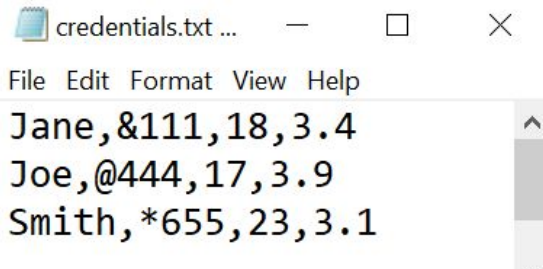 credentials.txt ...
File Edit Format View Help
Jane,&111,18,3.4
Joe,@444,17,3.9
Smith,*655,23,3.1